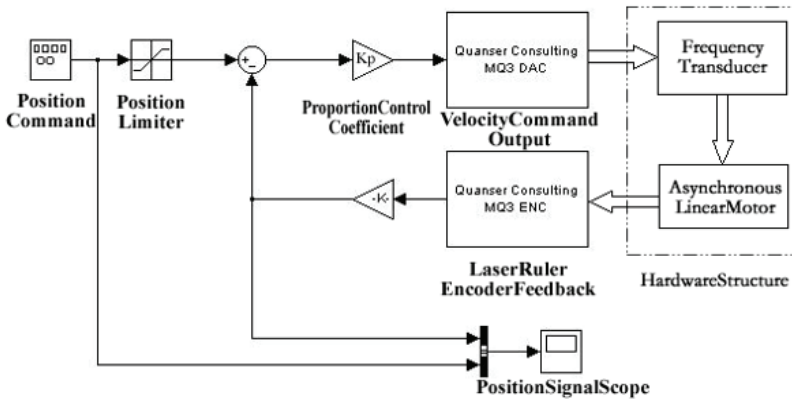 Position
Command
Position
Limiter
+
-
Kp
ProportionControl
Coefficient
Quanser Consulting
MQ3 DAC
VelocityCommand
Output
Frequency
Transducer
-K-
Quanser Consulting
MQ3 ENC
LaserRuler
EncoderFeedback
Asynchronous
LinearMotor
HardwareStructure
PositionSignalScope